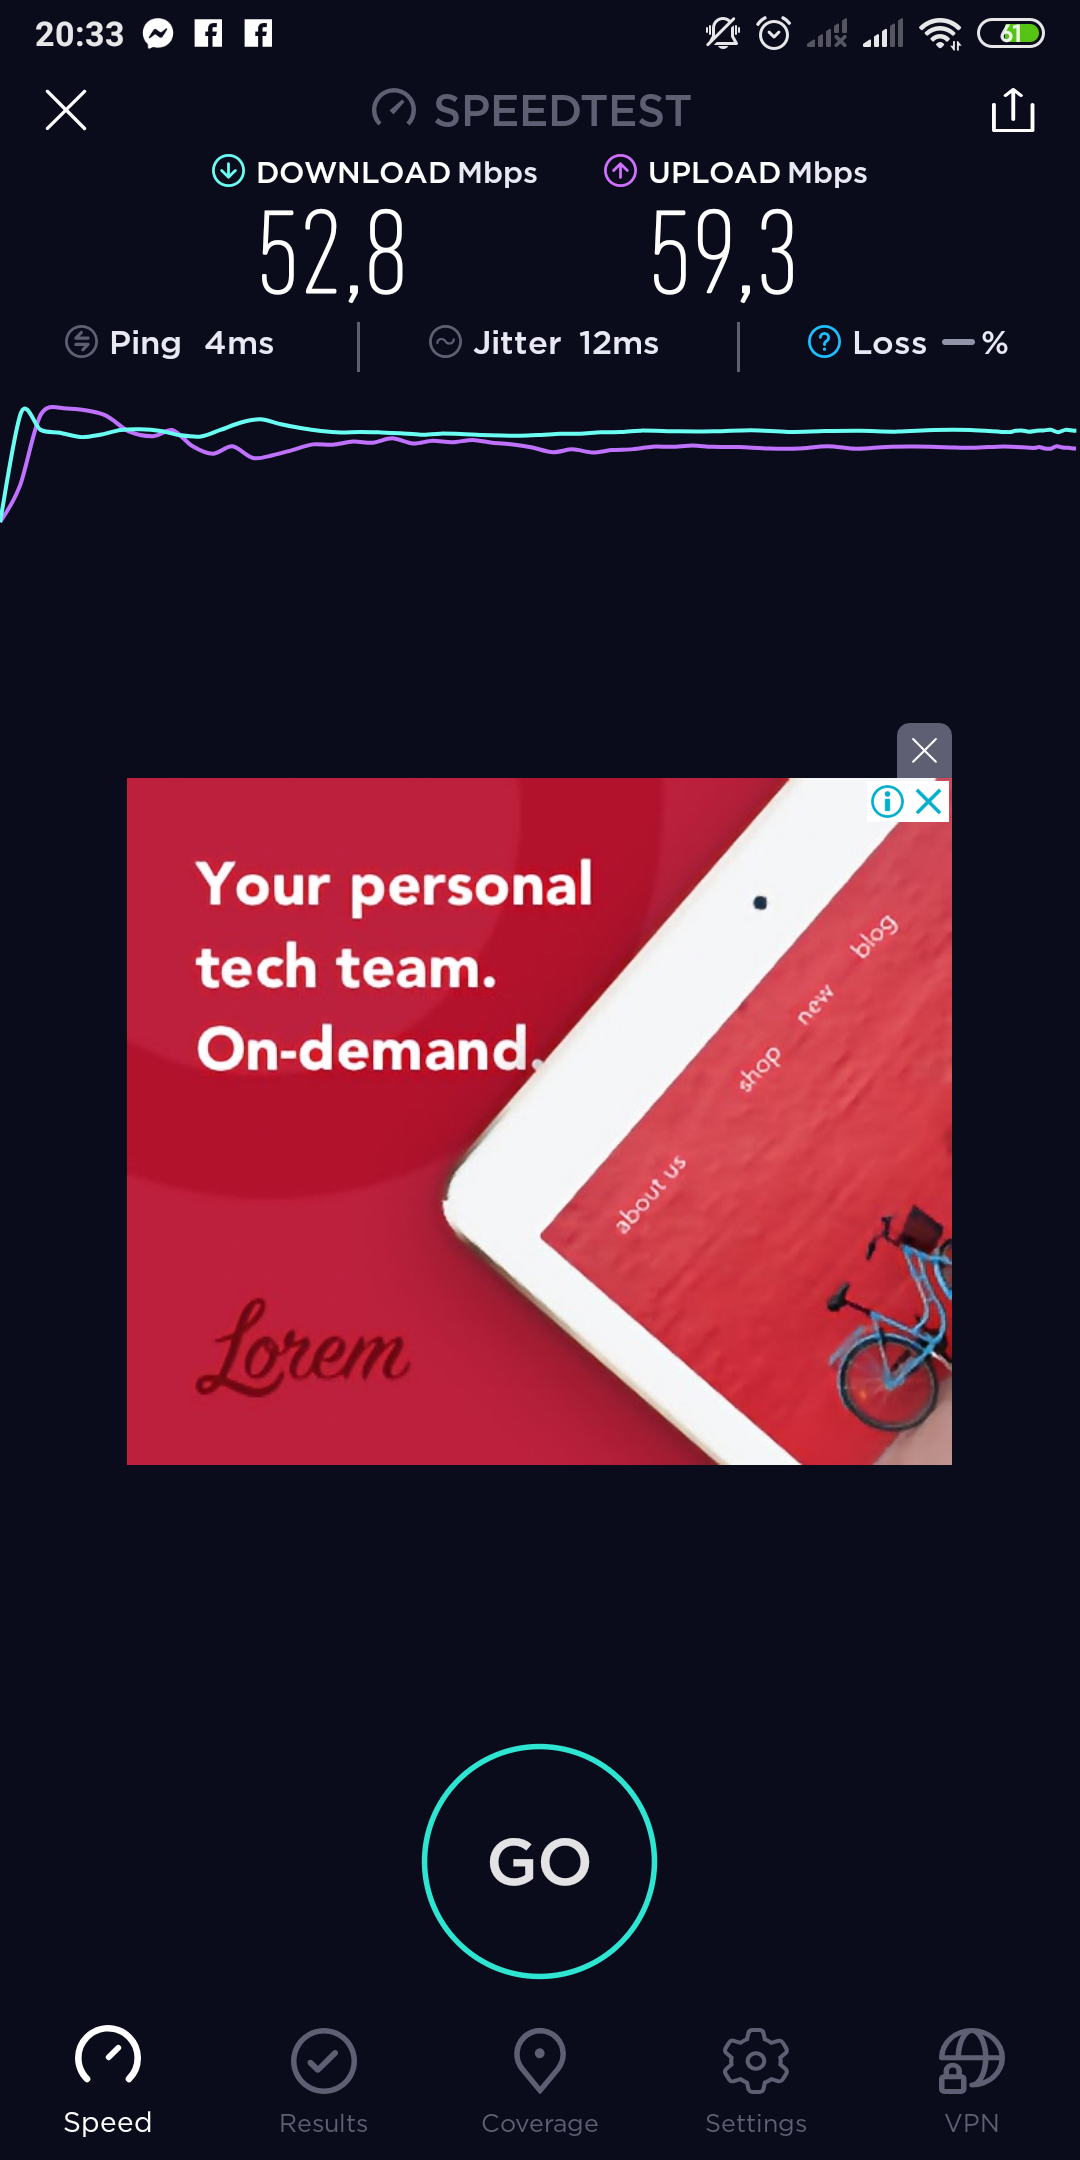 20:33
61
SPEEDTEST
DOWNLOAD Mbps
UPLOAD Mbps
52,8
59,3
Ping 4ms
Jitter 12ms
Loss — %
Your personal
tech team.
On-demand.
blog
new
shop
about us
Lorem
GO
Speed
Results
Coverage
Settings
VPN